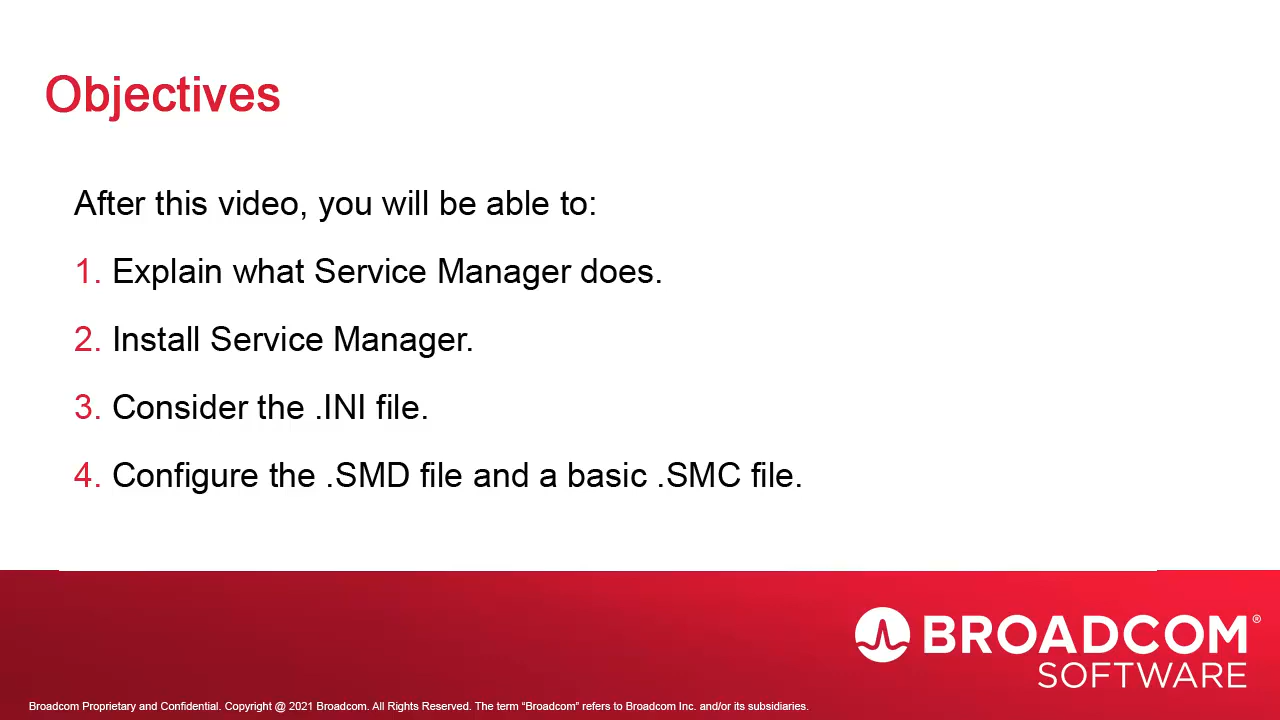 Objectives
After this video, you will be able to:
1. Explain what Service Manager does.
2. Install Service Manager.
3. Consider the .INI file.
4. Configure the .SMD file and a basic .SMC file.
BROADCOM®
SOFTWARE
Broadcom Proprietary and Confidential. Copyright @ 2021 Broadcom. All Rights Reserved. The term “Broadcom” refers to Broadcom Inc. and/or its subsidiaries.